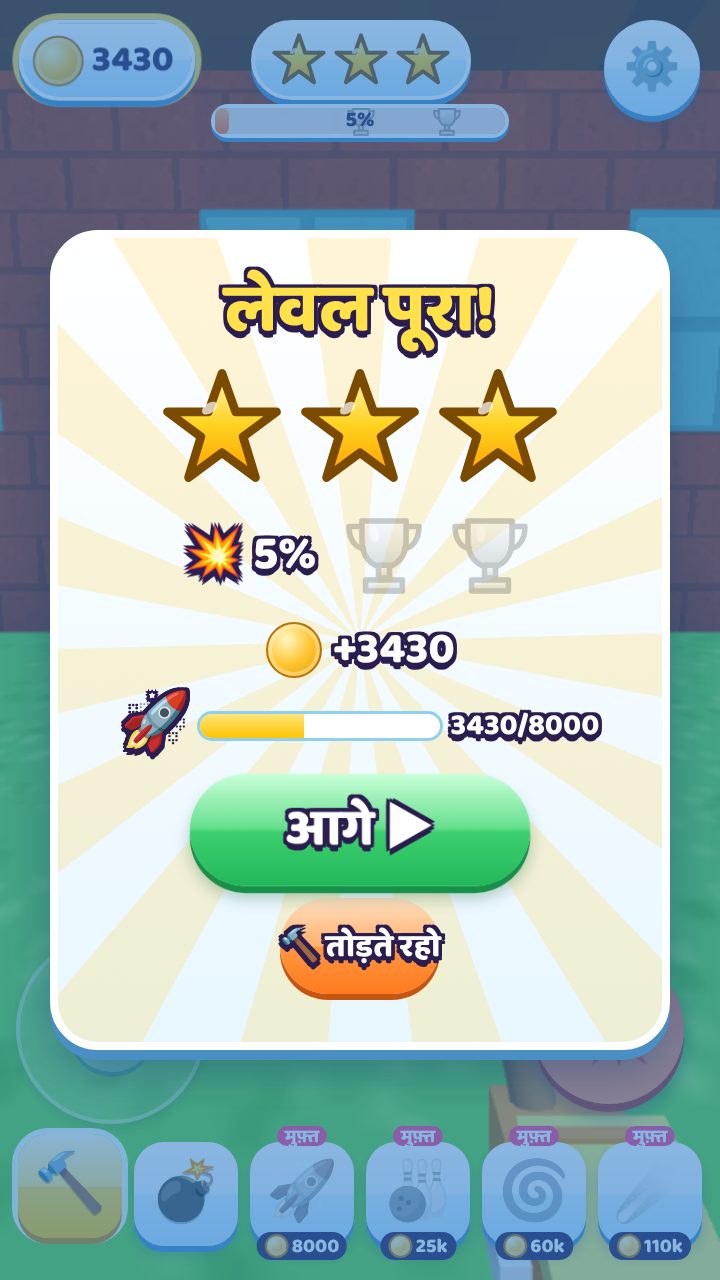 3430
5%
लेवल पूरा!
5%
+3430
3430/8000
आगे
तोड़ते रहो
मुफ़्त मुफ़्त मुफ़्त मुफ़्त
8000 25k 60k 110k